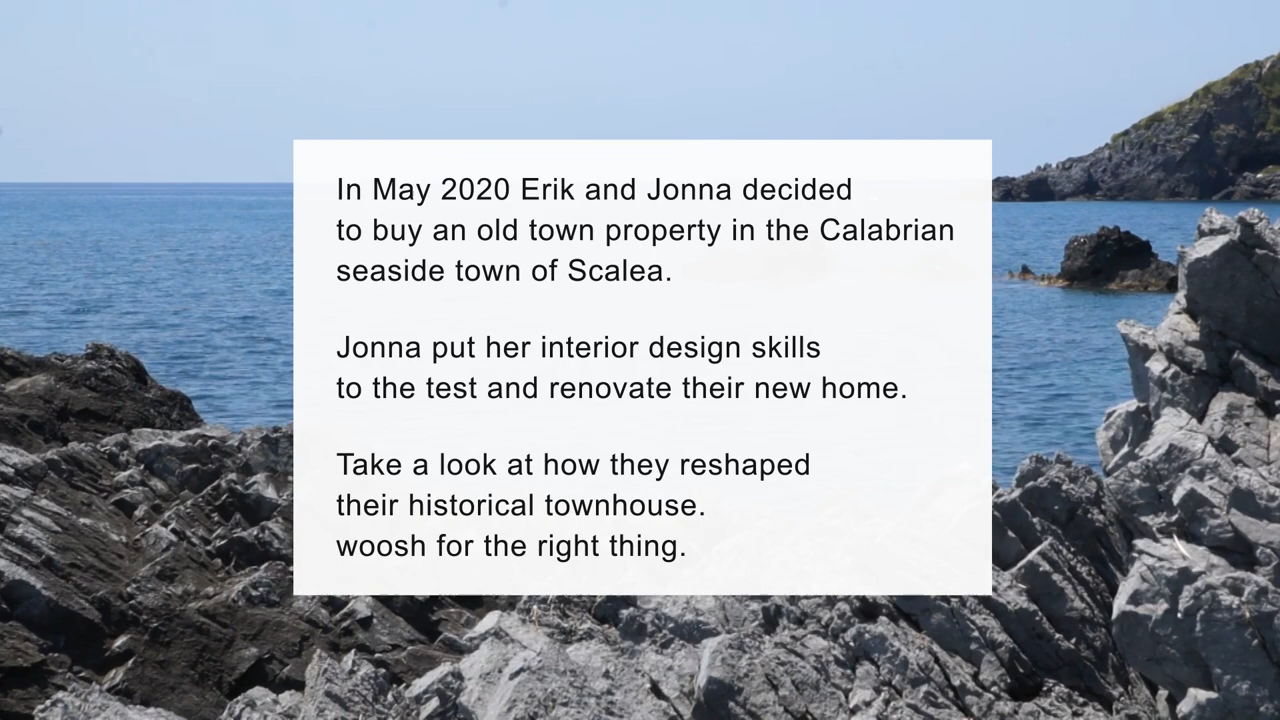 In May 2020 Erik and Jonna decided
to buy an old town property in the Calabrian
seaside town of Scalea.
Jonna put her interior design skills
to the test and renovate their new home.
Take a look at how they reshaped
their historical townhouse.
woosh for the right thing.